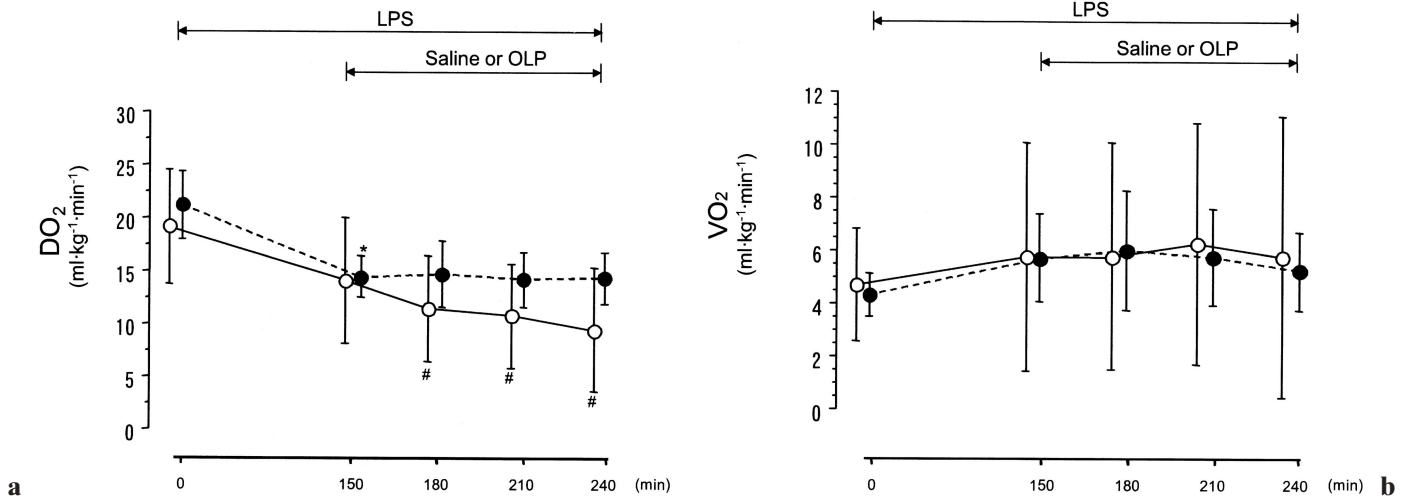 LPS
Saline or OLP
30
25
20
15
10
5
0
DO2
(ml·kg-1·min-1)
*
#
#
#
0 150 180 210 240 (min)
a
LPS
Saline or OLP
12
10
8
6
4
2
0
VO2
(ml·kg-1·min-1)
0 150 180 210 240 (min)
b